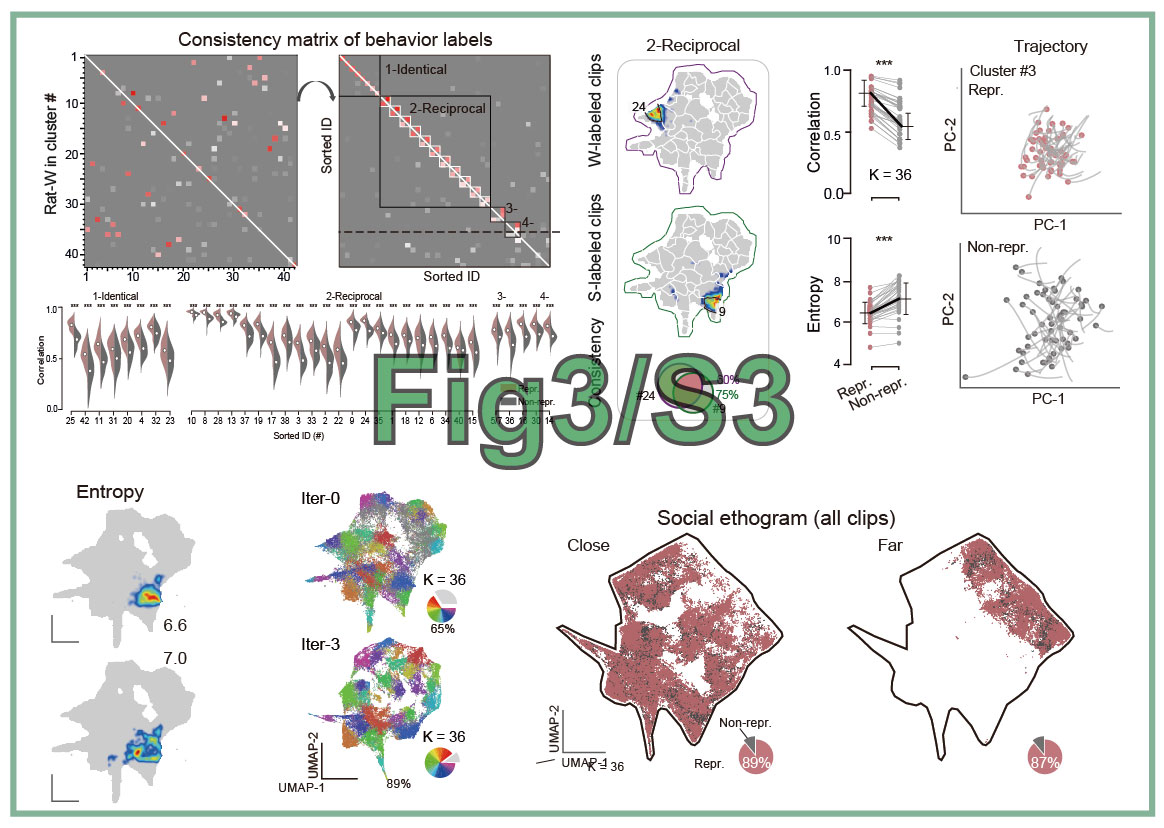 Consistency matrix of behavior labels
1
10
20
30
40
Rat-W in cluster #
1
10
20
30
40
Sorted ID
1-Identical
2-Reciprocal
3-
4-
Sorted ID
2-Reciprocal
W-labeled clips
24
S-labeled clips
9
Consistency
#24
80%
75%
#9
***
Correlation
1.0
0.5
0.0
K = 36
***
Entropy
10
8
6
4
Repr.
Non-repr.
Trajectory
Cluster #3
Repr.
PC-2
PC-1
Non-repr.
PC-2
PC-1
1-Identical
2-Reciprocal
3-
4-
Correlation
1.0
0.5
0.0
Repr.
Non-repr.
25 42 11 31 20 4 32 23
10 8 28 13 37 19 17 38 3 33 2 22 9 24 35 1 18 12 6 34 40 15
36 16 30 14
Sorted ID (#)
Fig3/S3
Entropy
6.6
7.0
Iter-0
K = 36
65%
Iter-3
K = 36
89%
UMAP-2
UMAP-1
Social ethogram (all clips)
Close
Far
UMAP-2
UMAP-1
K = 36
Non-repr.
Repr.
89%
87%